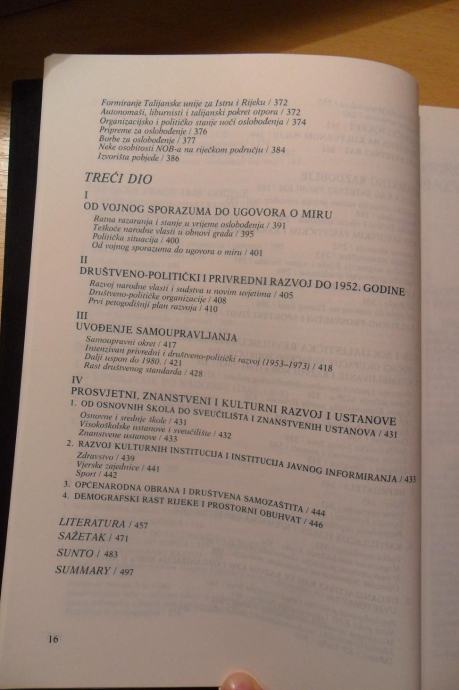 Formiranje Talijanske unije za Istru i Rijeku / 372
Autonomaši, liburnisti i talijanski pokret otpora / 372
Organizacijsko i političko stanje uoči oslobođenja / 374
Pripreme za oslobođenje / 376
Borbe za oslobođenje / 377
Neke osobitosti NOB-a na riječkom području / 384
Izvorišta pobjede / 386
TREĆI DIO
I
OD VOJNOG SPORAZUMA DO UGOVORA O MIRU
Ratna razaranja i stanje u vrijeme oslobođenja / 391
Teškoće narodne vlasti u obnovi grada / 395
Politička situacija / 400
Od vojnog sporazuma do ugovora o miru / 401
II
DRUŠTVENO-POLITIČKI I PRIVREDNI RAZVOJ DO 1952. GODINE
Razvoj narodne vlasti i sudstva u novim uvjetima / 405
Društveno-političke organizacije / 408
Prvi petogodišnji plan razvoja / 410
III
UVOĐENJE SAMOUPRAVLJANJA
Samoupravni okret / 417
Intenzivan privredni i društveno-politički razvoj (1953–1973) / 418
Dalji uspon do 1980. / 421
Rast društvenog standarda / 428
IV
PROSVJETNI, ZNANSTVENI I KULTURNI RAZVOJ I USTANOVE
1. OD OSNOVNIH ŠKOLA DO SVEUČILIŠTA I ZNANSTVENIH USTANOVA / 431
Osnovne i srednje škole / 431
Visokoškolske ustanove i sveučilište / 432
Znanstvene ustanove / 433
2. RAZVOJ KULTURNIH INSTITUCIJA I INSTITUCIJA JAVNOG INFORMIRANJA / 433
Zdravstvo / 439
Vjerske zajednice / 441
Sport / 442
3. OPĆENARODNA OBRANA I DRUŠTVENA SAMOZAŠTITA / 444
4. DEMOGRAFSKI RAST RIJEKE I PROSTORNI OBUHVAT / 446
LITERATURA / 457
SAŽETAK / 471
SUNTO / 483
SUMMARY / 497
16